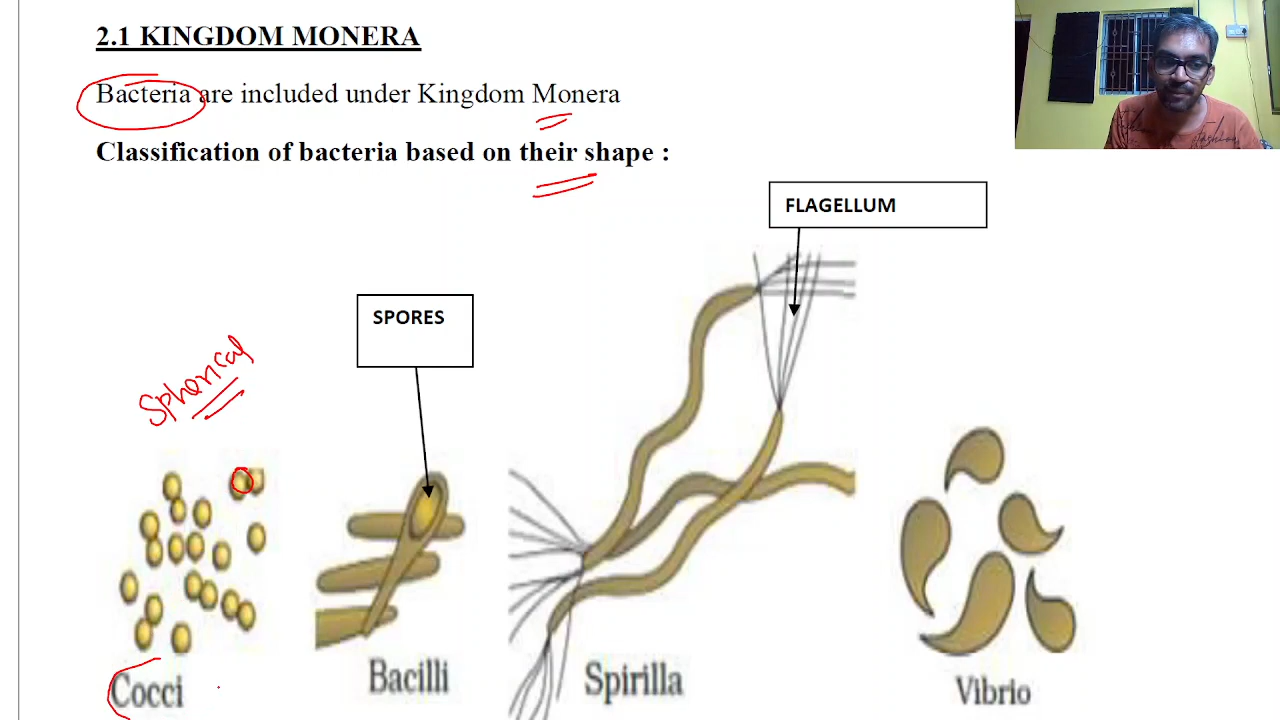 2.1 KINGDOM MONERA
Bacteria are included under Kingdom Monera
Classification of bacteria based on their shape :
FLAGELLUM
SPORES
Spherical
Cocci
Bacilli
Spirilla
Vibrio